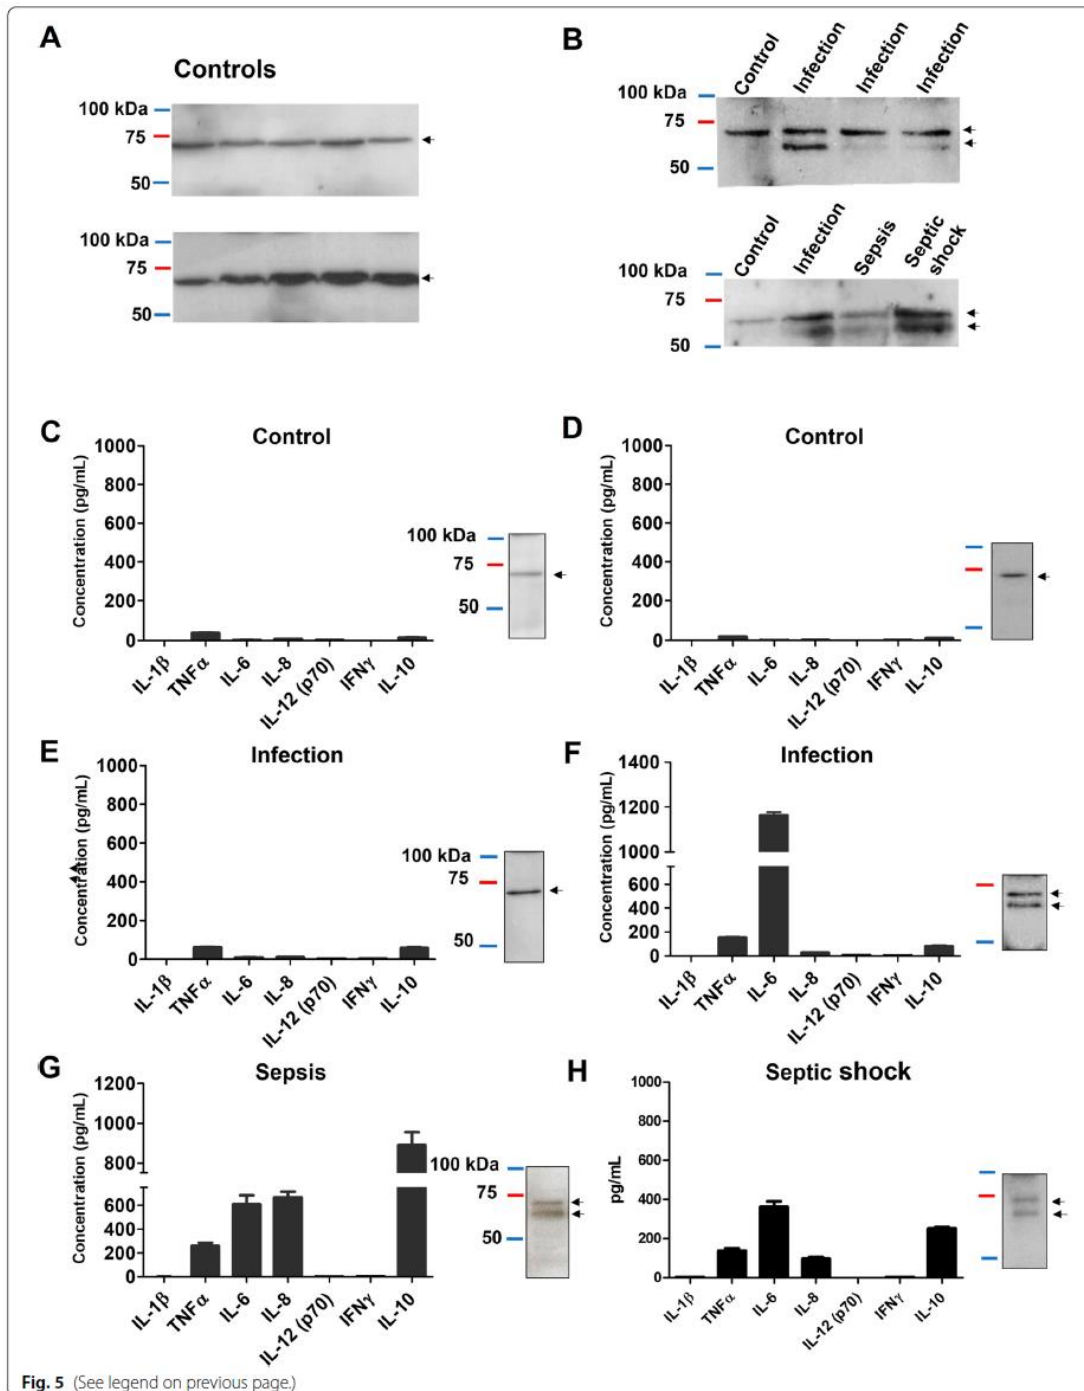 A
Controls
100 kDa
75
50
100 kDa
75
50
B
Control Infection Infection Infection
100 kDa
75
50
Control Infection Sepsis Septic shock
100 kDa
75
50
C
Control
Concentration (pg/mL)
1000
800
600
400
200
0
IL-1β TNFα IL-6 IL-8 IL-12 (p70) IFNγ IL-10
100 kDa
75
50
D
Control
Concentration (pg/mL)
1000
800
600
400
200
0
IL-1β TNFα IL-6 IL-8 IL-12 (p70) IFNγ IL-10
E
Infection
Concentration (pg/mL)
1000
800
600
400
200
0
IL-1β TNFα IL-6 IL-8 IL-12 (p70) IFNγ IL-10
100 kDa
75
50
F
Infection
Concentration (pg/mL)
1400
1200
1000
600
400
200
0
IL-1β TNFα IL-6 IL-8 IL-12 (p70) IFNγ IL-10
G
Sepsis
Concentration (pg/mL)
1200
1000
800
600
400
200
0
IL-1β TNFα IL-6 IL-8 IL-12 (p70) IFNγ IL-10
100 kDa
75
50
H
Septic shock
pg/mL
1000
800
600
400
200
0
IL-1β TNFα IL-6 IL-8 IL-12 (p70) IFNγ IL-10
Fig. 5 (See legend on previous page.)